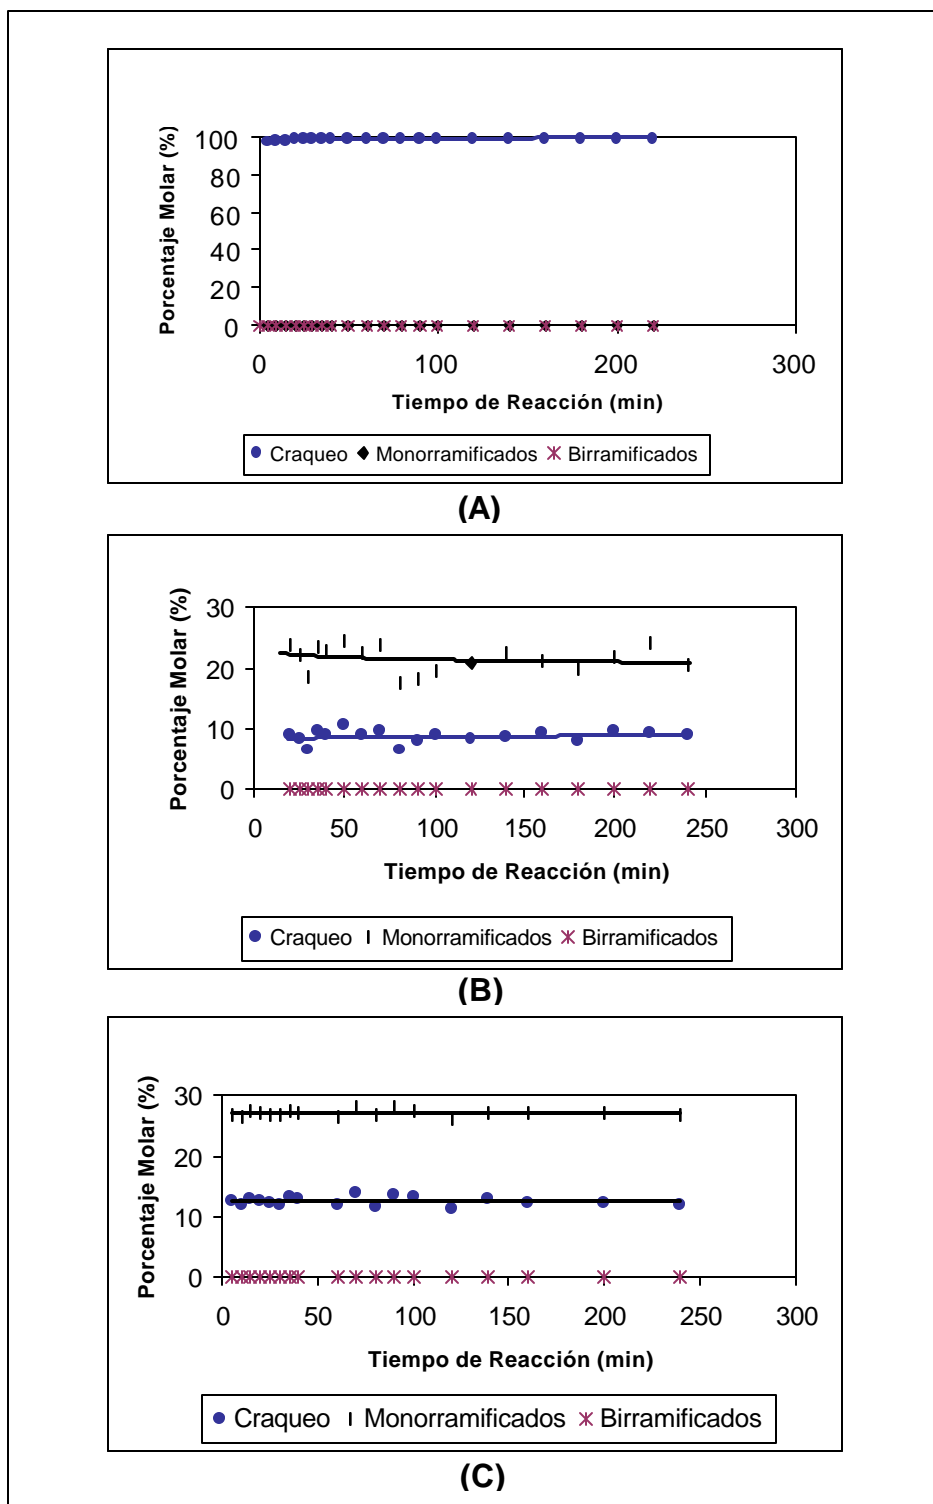 Porcentaje Molar (%)
100
80
60
40
20
0
0 100 200 300
Tiempo de Reacción (min)
Craqueo Monorramificados Birramificados
(A)
Porcentaje Molar (%)
30
20
10
0
0 50 100 150 200 250 300
Tiempo de Reacción (min)
Craqueo Monorramificados Birramificados
(B)
Porcentaje Molar (%)
30
20
10
0
0 50 100 150 200 250 300
Tiempo de Reacción (min)
Craqueo Monorramificados Birramificados
(C)